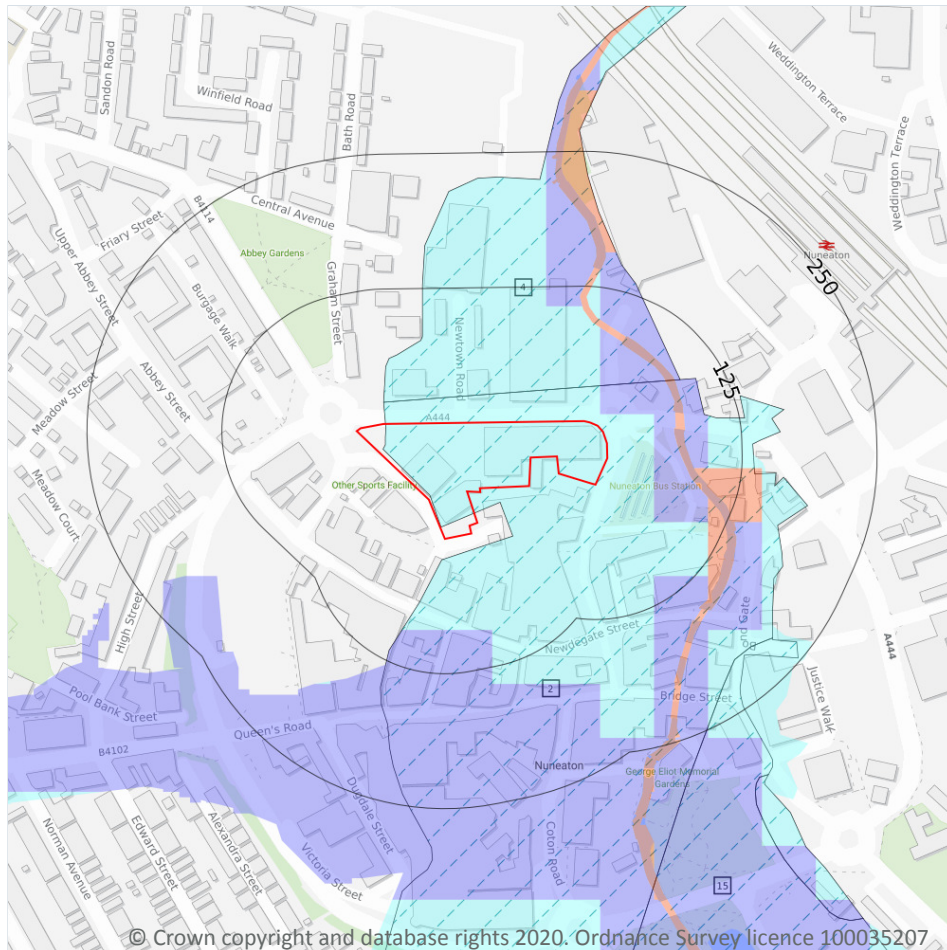 Sandon Road
Winfield Road
Bath Road
Weddington Terrace
Weddington Terrace
Central Avenue
B4114
Friary Street
Abbey Gardens
Nuneaton
250
Upper Abbey Street
Burgage Walk
Graham Street
4
Newtown Road
125
Meadow Street
Abbey Street
A444
Meadow Court
Other Sports Facility
Nuneaton Bus Station
High Street
Newdegate Street
Bond Gate
A444
Justice Walk
Pool Bank Street
2
Bridge Street
Queen's Road
B4102
Nuneaton
George Eliot Memorial
Gardens
Dugdale Street
Norman Avenue
Edward Street
Alexandra Street
Victoria Street
Coton Road
15
© Crown copyright and database rights 2020. Ordnance Survey licence 100035207